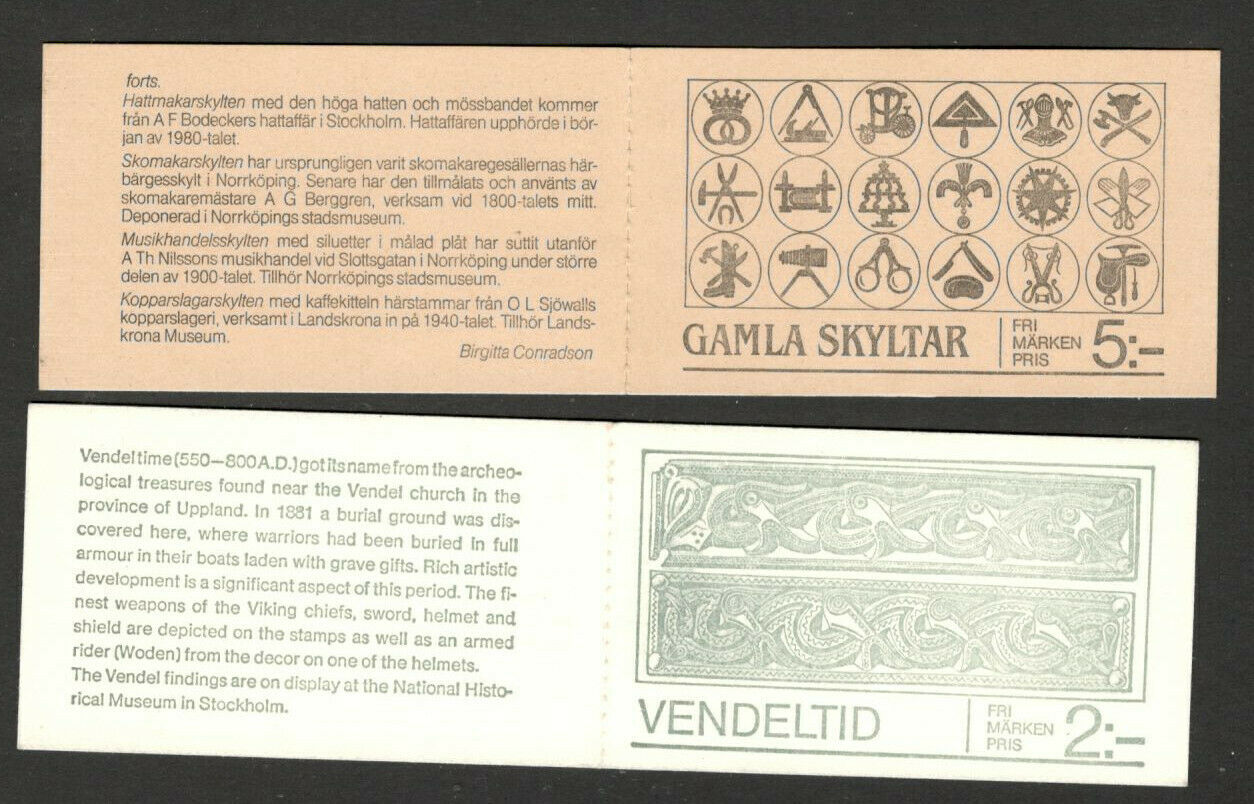 forts.
Hattmakarskylten med den höga hatten och mössbandet kommer
från A F Bodeckers hattaffär i Stockholm. Hattaffären upphörde i bör-
jan av 1980-talet.
Skomakarskylten har ursprungligen varit skomakaregesällernas här-
bärgesskylt i Norrköping. Senare har den tillmålats och använts av
skomakaremästare A G Berggren, verksam vid 1800-talets mitt.
Deponerad i Norrköpings stadsmuseum.
Musikhandelsskylten med siluetter i målad plåt har suttit utanför
A Th Nilssons musikhandel vid Slottsgatan i Norrköping under större
delen av 1900-talet. Tillhör Norrköpings stadsmuseum.
Kopparslagarskylten med kaffekitteln härstammar från O L Sjöwalls
kopparslageri, verksamt i Landskrona in på 1940-talet. Tillhör Lands-
krona Museum.
Birgitta Conradson
GAMLA SKYLTAR
FRI
MÄRKEN
PRIS
5:-
Vendeltime (550—800 A.D.) got its name from the archeo-
logical treasures found near the Vendel church in the
province of Uppland. In 1881 a burial ground was dis-
covered here, where warriors had been buried in full
armour in their boats laden with grave gifts. Rich artistic
development is a significant aspect of this period. The fi-
nest weapons of the Viking chiefs, sword, helmet and
shield are depicted on the stamps as well as an armed
rider (Woden) from the decor on one of the helmets.
The Vendel findings are on display at the National Histo-
rical Museum in Stockholm.
VENDELTID
FRI
MÄRKEN
PRIS
2:-